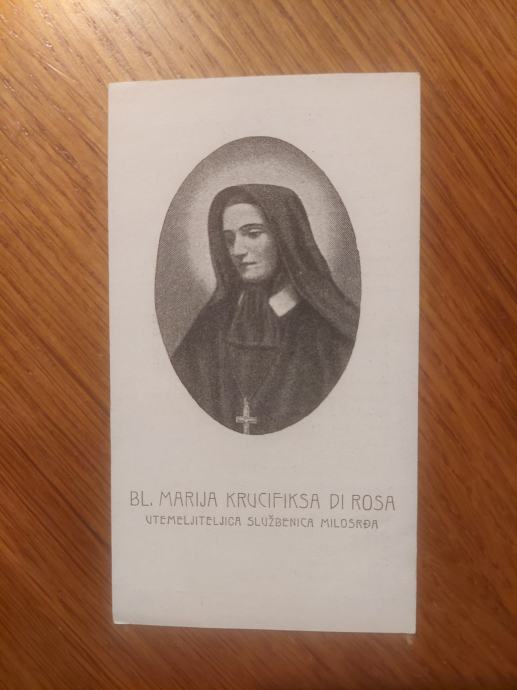 BL. MARIJA KRUCIFIKSA DI ROSA
UTEMELJITELJICA SLUŽBENICA MILOSRĐA